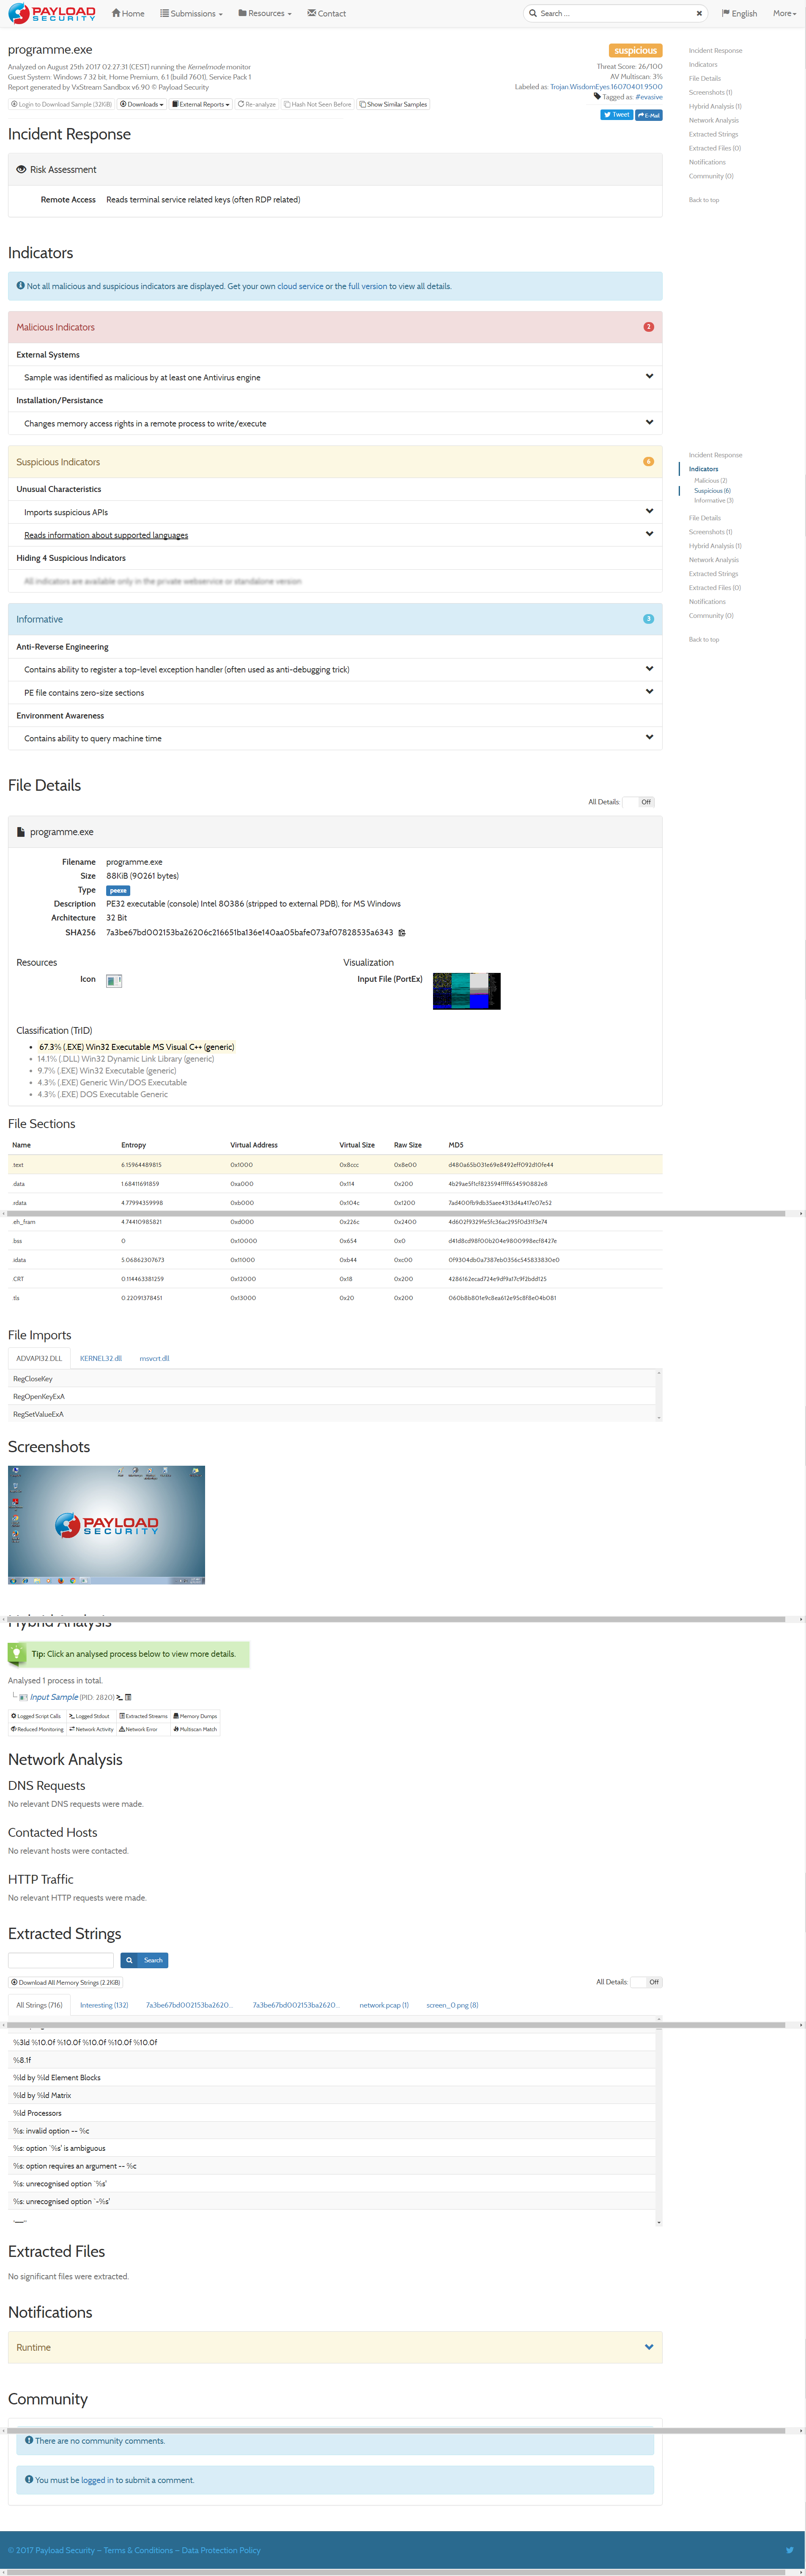 PAYLOAD SECURITY
Home
Submissions
Resources
Contact
Search ...
English
More
programme.exe
Analyzed on August 25th 2017 02:27:31 (CEST) running the Kernelmode monitor
Guest System: Windows 7 32 bit, Home Premium, 6.1 (build 7601), Service Pack 1
Report generated by VxStream Sandbox v6.90 © Payload Security
suspicious
Threat Score: 26/100
AV Multiscan: 3%
Labeled as: Trojan.WisdomEyes.16070401.9500
Tagged as: #evasive
Login to Download Sample (32KiB)
Downloads
External Reports
Re-analyze
Hash Not Seen Before
Show Similar Samples
Tweet
E-Mail
Incident Response
Indicators
File Details
Screenshots (1)
Hybrid Analysis (1)
Network Analysis
Extracted Strings
Extracted Files (0)
Notifications
Community (0)
Back to top
Incident Response
Risk Assessment
Remote Access Reads terminal service related keys (often RDP related)
Indicators
Not all malicious and suspicious indicators are displayed. Get your own cloud service or the full version to view all details.
Malicious Indicators 2
External Systems
Sample was identified as malicious by at least one Antivirus engine
Installation/Persistance
Changes memory access rights in a remote process to write/execute
Suspicious Indicators 6
Unusual Characteristics
Imports suspicious APIs
Reads information about supported languages
Hiding 4 Suspicious Indicators
All indicators are available only in the private webservice or standalone version
Incident Response
Indicators
Malicious (2)
Suspicious (6)
Informative (3)
File Details
Screenshots (1)
Hybrid Analysis (1)
Network Analysis
Extracted Strings
Extracted Files (0)
Notifications
Community (0)
Back to top
Informative 3
Anti-Reverse Engineering
Contains ability to register a top-level exception handler (often used as anti-debugging trick)
PE file contains zero-size sections
Environment Awareness
Contains ability to query machine time
File Details
All Details: Off
programme.exe
Filename programme.exe
Size 88KiB (90261 bytes)
Type peexe
Description PE32 executable (console) Intel 80386 (stripped to external PDB), for MS Windows
Architecture 32 Bit
SHA256 7a3be67bd002153ba26206c216651ba136e140aa05bafe073af07828535a6343
Resources
Icon
Visualization
Input File (PortEx)
Classification (TrID)
67.3% (.EXE) Win32 Executable MS Visual C++ (generic)
14.1% (.DLL) Win32 Dynamic Link Library (generic)
9.7% (.EXE) Win32 Executable (generic)
4.3% (.EXE) Generic Win/DOS Executable
4.3% (.EXE) DOS Executable Generic
File Sections
Name Entropy Virtual Address Virtual Size Raw Size MD5
.text 6.15964489815 0x1000 0x8ccc 0x8e00 d480a65b031e69e8492eff092d10fe44
.data 1.68411691859 0xa000 0x114 0x200 4b29ae5f1cf823594ffff654590882e8
.rdata 4.77994359998 0xb000 0x104c 0x1200 7ad400fb9db35aee4313d4a417e07e52
.eh_fram 4.74410985821 0xd000 0x226c 0x2400 4d602f9329fe5fc36ac295f0d31f3e74
.bss 0 0x10000 0x654 0x0 d41d8cd98f00b204e9800998ecf8427e
.idata 5.06862307673 0x11000 0xb44 0xc00 0f9304db0a7387eb0356c545833830e0
.CRT 0.114463381259 0x12000 0x18 0x200 4286162ecad724e9df9a17c9f2bdd125
.tls 0.22091378451 0x13000 0x20 0x200 060b8b801e9c8ea612e95c8f8e04b081
File Imports
ADVAPI32.DLL KERNEL32.dll msvcrt.dll
RegCloseKey
RegOpenKeyExA
RegSetValueExA
Screenshots
PAYLOAD SECURITY
Hybrid Analysis
Tip: Click an analysed process below to view more details.
Analysed 1 process in total.
Input Sample (PID: 2820)
Logged Script Calls
Logged Stdout
Extracted Streams
Memory Dumps
Reduced Monitoring
Network Activity
Network Error
Multiscan Match
Network Analysis
DNS Requests
No relevant DNS requests were made.
Contacted Hosts
No relevant hosts were contacted.
HTTP Traffic
No relevant HTTP requests were made.
Extracted Strings
Search
Download All Memory Strings (2.2KiB)
All Details: Off
All Strings (716) Interesting (132) 7a3be67bd002153ba2620... 7a3be67bd002153ba2620... network.pcap (1) screen_0.png (8)
%3ld %10.0f %10.0f %10.0f %10.0f %10.0f
%8.1f
%ld by %ld Element Blocks
%ld by %ld Matrix
%ld Processors
%s: invalid option -- %c
%s: option `%s' is ambiguous
%s: option requires an argument -- %c
%s: unrecognised option `%s'
%s: unrecognised option `-%s'
Extracted Files
No significant files were extracted.
Notifications
Runtime
Community
There are no community comments.
You must be logged in to submit a comment.
© 2017 Payload Security — Terms & Conditions — Data Protection Policy